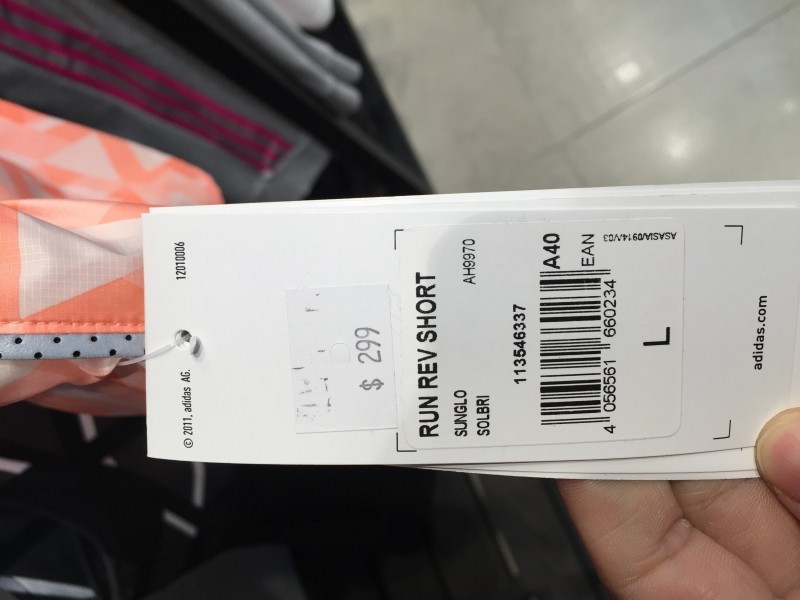 12010006
© 2011, adidas AG.
$ 299
RUN REV SHORT
AH9970
SUNGLO
SOLBRI
113546337
A40
EAN
4 056561 660234
ASASIA/0914/V03
L
adidas.com